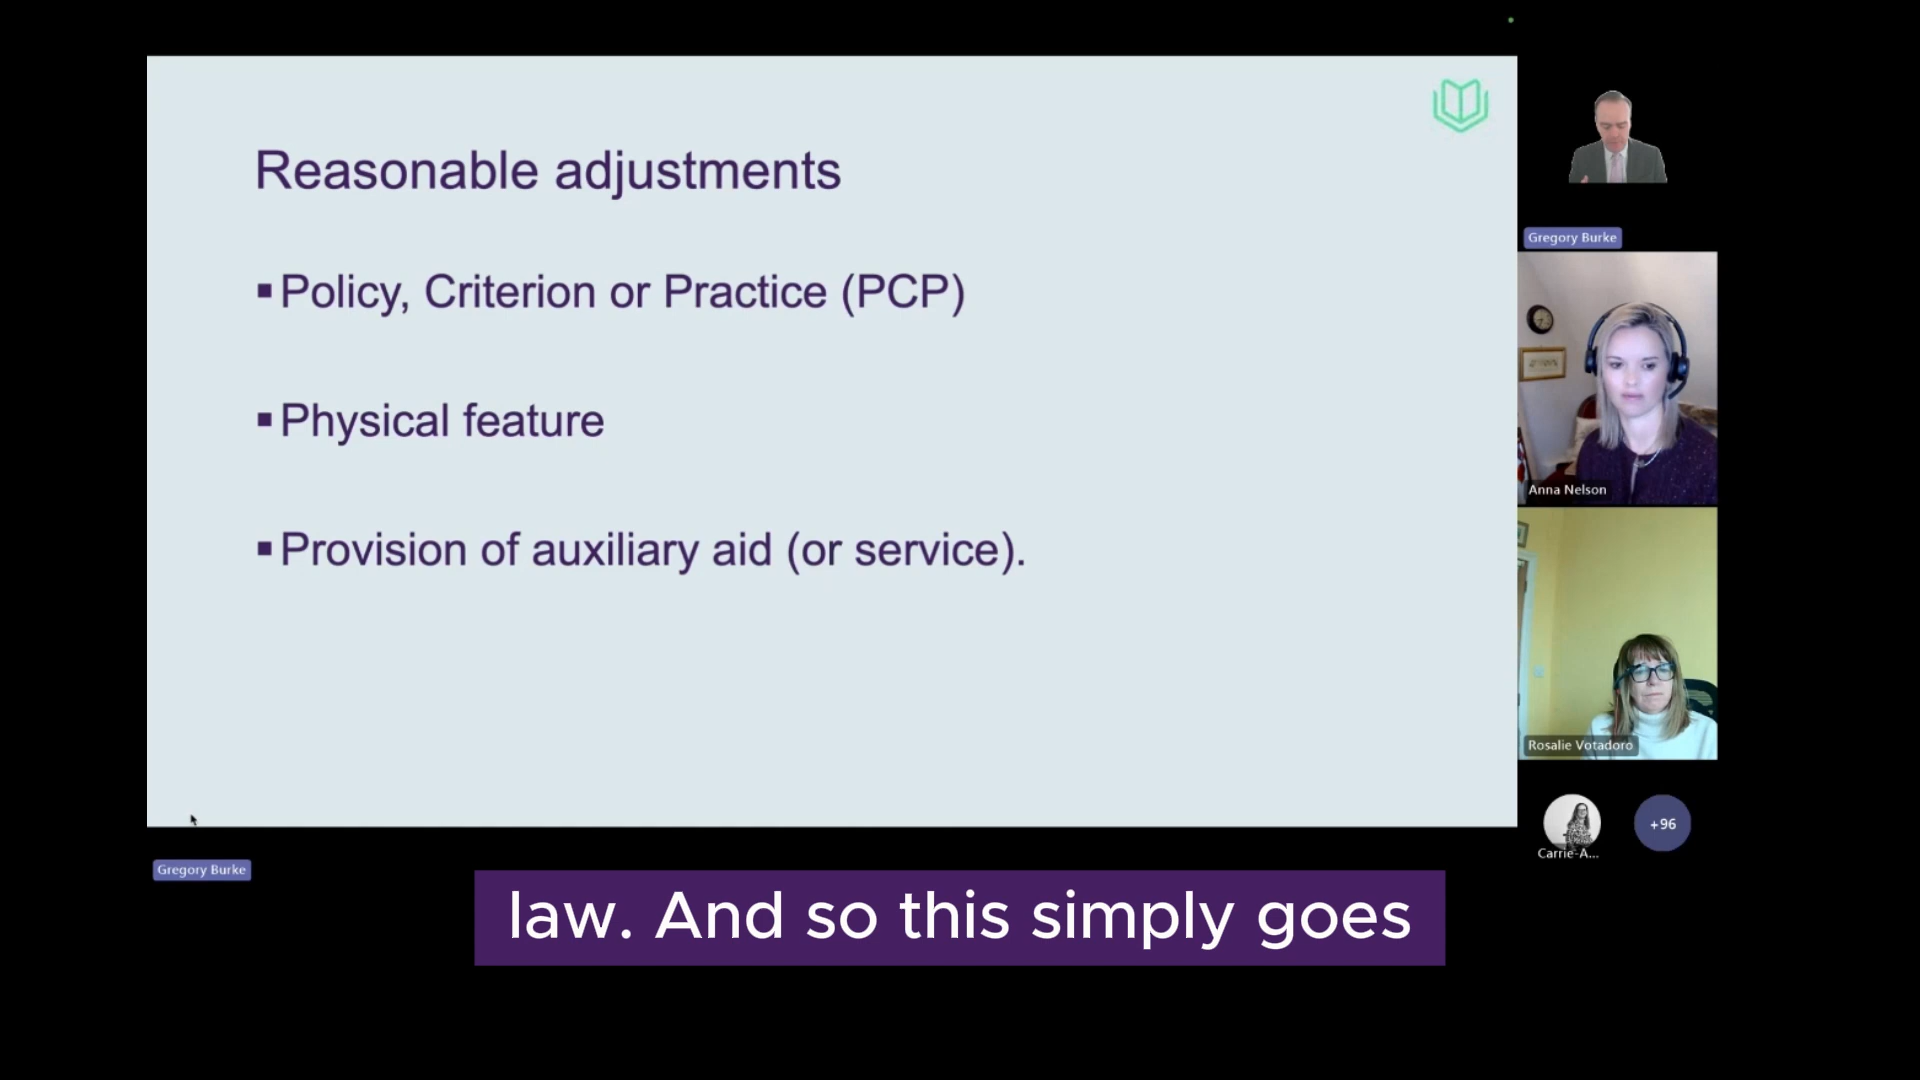 Reasonable adjustments
▪Policy, Criterion or Practice (PCP)
▪Physical feature
▪Provision of auxiliary aid (or service).
Gregory Burke
Anna Nelson
Rosalie Votadoro
Carrie-A...
+96
Gregory Burke
law. And so this simply goes